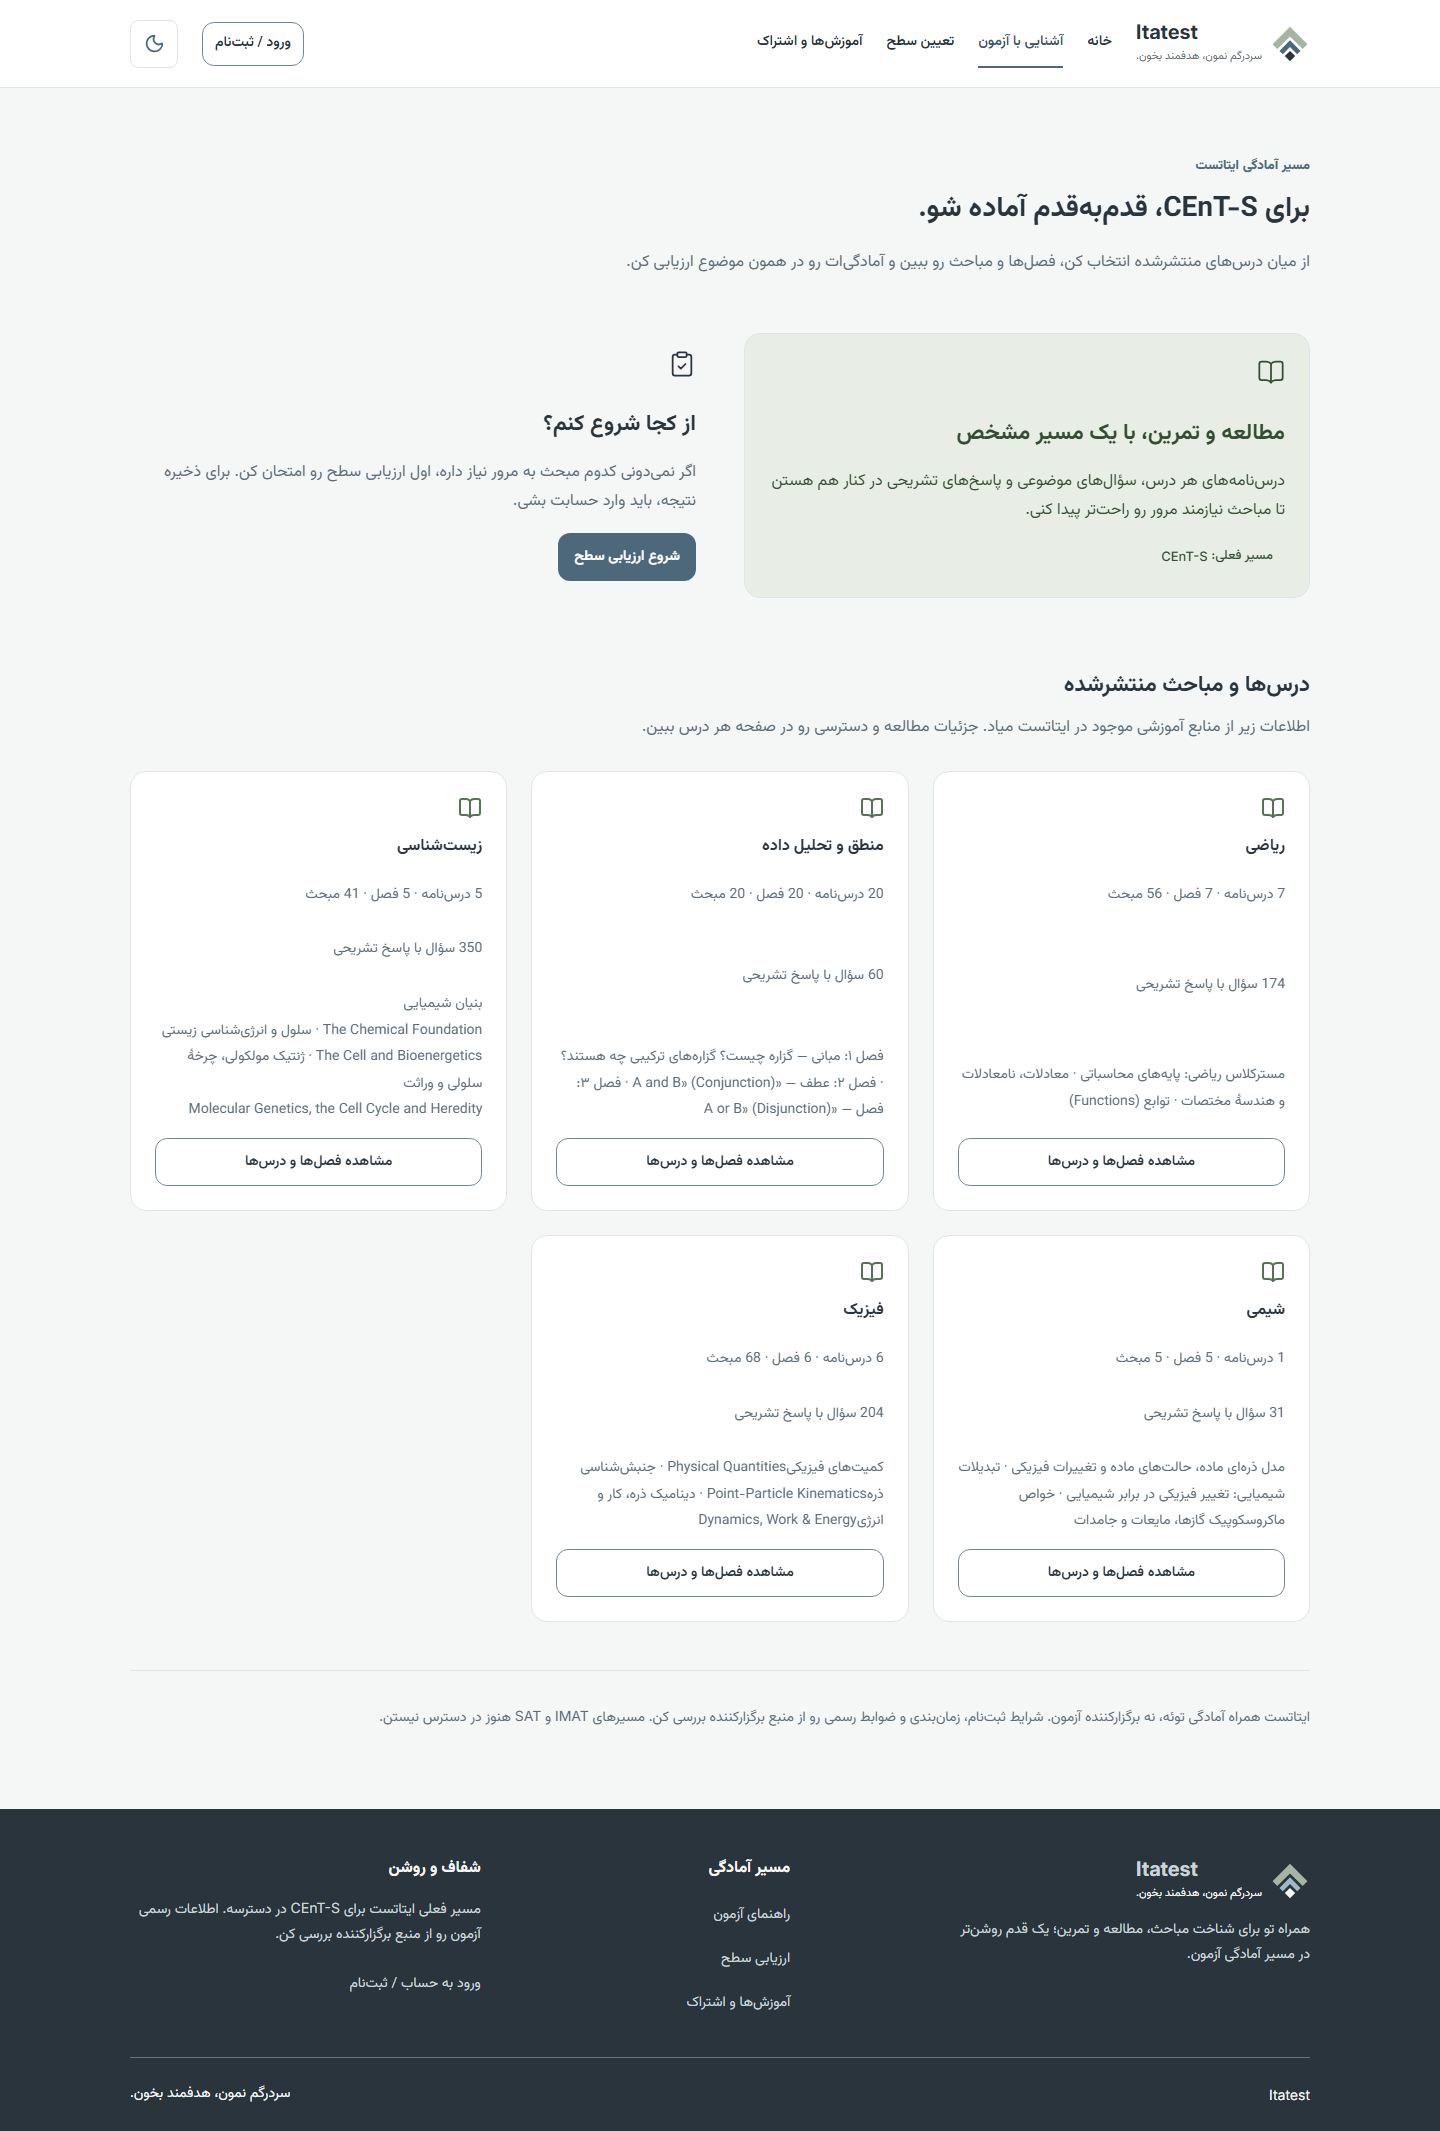 Itatest
سردرگم نمون، هدفمند بخون.
خانه
آشنایی با آزمون
تعیین سطح
آموزش‌ها و اشتراک
ورود / ثبت‌نام
مسیر آمادگی ایتاتست
برای CEnT-S، قدم‌به‌قدم آماده شو.
از میان درس‌های منتشرشده انتخاب کن، فصل‌ها و مباحث رو ببین و آمادگی‌ات رو در همون موضوع ارزیابی کن.
مطالعه و تمرین، با یک مسیر مشخص
درس‌نامه‌های هر درس، سؤال‌های موضوعی و پاسخ‌های تشریحی در کنار هم هستن
تا مباحث نیازمند مرور رو راحت‌تر پیدا کنی.
مسیر فعلی: CEnT-S
از کجا شروع کنم؟
اگر نمی‌دونی کدوم مبحث به مرور نیاز داره، اول ارزیابی سطح رو امتحان کن. برای ذخیره
نتیجه، باید وارد حسابت بشی.
شروع ارزیابی سطح
درس‌ها و مباحث منتشرشده
اطلاعات زیر از منابع آموزشی موجود در ایتاتست میاد. جزئیات مطالعه و دسترسی رو در صفحه هر درس ببین.
ریاضی
7 درس‌نامه · 7 فصل · 56 مبحث
174 سؤال با پاسخ تشریحی
مسترکلاس ریاضی: پایه‌های محاسباتی · معادلات، نامعادلات
و هندسهٔ مختصات · توابع (Functions)
مشاهده فصل‌ها و درس‌ها
منطق و تحلیل داده
20 درس‌نامه · 20 فصل · 20 مبحث
60 سؤال با پاسخ تشریحی
فصل ۱: مبانی — گزاره چیست؟ گزاره‌های ترکیبی چه هستند؟
· فصل ۲: عطف — «A and B» (Conjunction) · فصل ۳:
فصل — «A or B» (Disjunction)
مشاهده فصل‌ها و درس‌ها
زیست‌شناسی
5 درس‌نامه · 5 فصل · 41 مبحث
350 سؤال با پاسخ تشریحی
بنیان شیمیایی
The Chemical Foundation · سلول و انرژی‌شناسی زیستی
The Cell and Bioenergetics · ژنتیک مولکولی، چرخهٔ
سلولی و وراثت
Molecular Genetics, the Cell Cycle and Heredity
مشاهده فصل‌ها و درس‌ها
شیمی
1 درس‌نامه · 5 فصل · 5 مبحث
31 سؤال با پاسخ تشریحی
مدل ذره‌ای ماده، حالت‌های ماده و تغییرات فیزیکی · تبدیلات
شیمیایی: تغییر فیزیکی در برابر شیمیایی · خواص
ماکروسکوپیک گازها، مایعات و جامدات
مشاهده فصل‌ها و درس‌ها
فیزیک
6 درس‌نامه · 6 فصل · 68 مبحث
204 سؤال با پاسخ تشریحی
کمیت‌های فیزیکیPhysical Quantities · جنبش‌شناسی
ذرهPoint-Particle Kinematics · دینامیک ذره، کار و
انرژیDynamics, Work & Energy
مشاهده فصل‌ها و درس‌ها
ایتاتست همراه آمادگی توئه، نه برگزارکننده آزمون. شرایط ثبت‌نام، زمان‌بندی و ضوابط رسمی رو از منبع برگزارکننده بررسی کن. مسیرهای IMAT و SAT هنوز در دسترس نیستن.
Itatest
سردرگم نمون، هدفمند بخون.
همراه تو برای شناخت مباحث، مطالعه و تمرین؛ یک قدم روشن‌تر
در مسیر آمادگی آزمون.
مسیر آمادگی
راهنمای آزمون
ارزیابی سطح
آموزش‌ها و اشتراک
شفاف و روشن
مسیر فعلی ایتاتست برای CEnT-S در دسترسه. اطلاعات رسمی
آزمون رو از منبع برگزارکننده بررسی کن.
ورود به حساب / ثبت‌نام
Itatest
سردرگم نمون، هدفمند بخون.